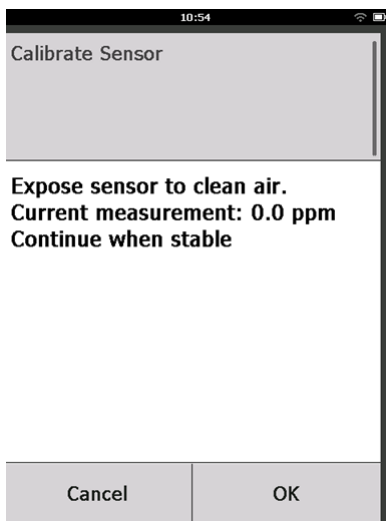 10:54
Calibrate Sensor
Expose sensor to clean air.
Current measurement: 0.0 ppm
Continue when stable
Cancel
OK